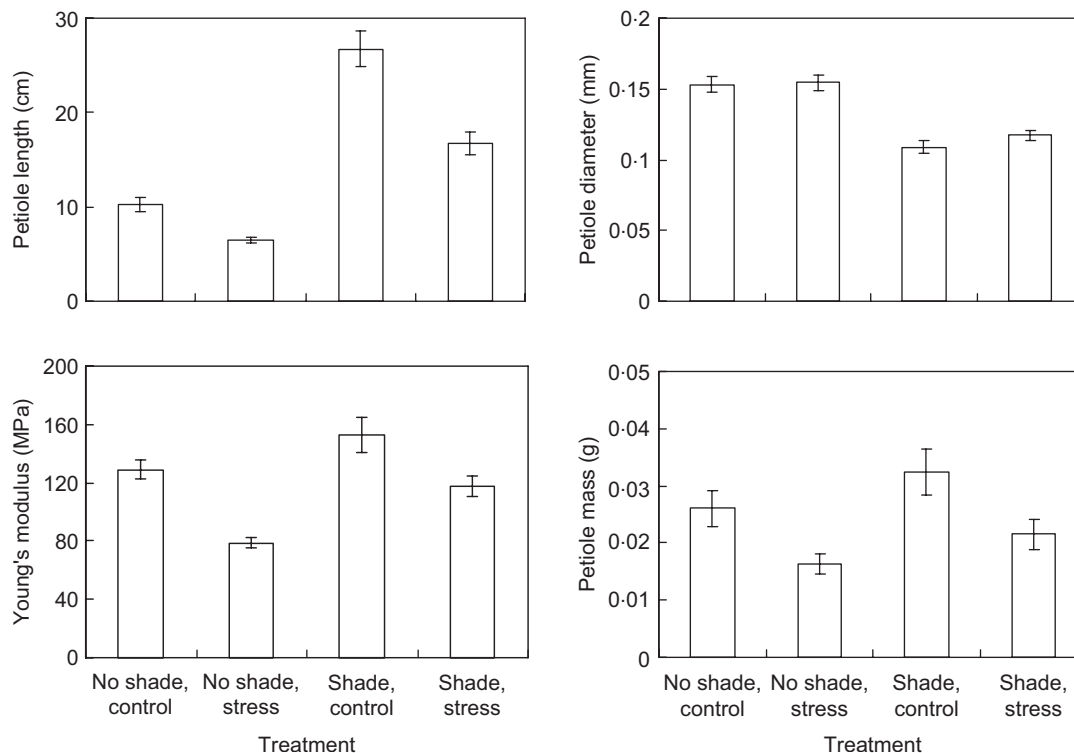 30
20
10
0
Petiole length (cm)
0·2
0·15
0·1
0·05
0
Petiole diameter (mm)
200
160
120
80
40
0
Young's modulus (MPa)
No shade,
control
No shade,
stress
Shade,
control
Shade,
stress
Treatment
0·05
0·04
0·03
0·02
0·01
0
Petiole mass (g)
No shade,
control
No shade,
stress
Shade,
control
Shade,
stress
Treatment